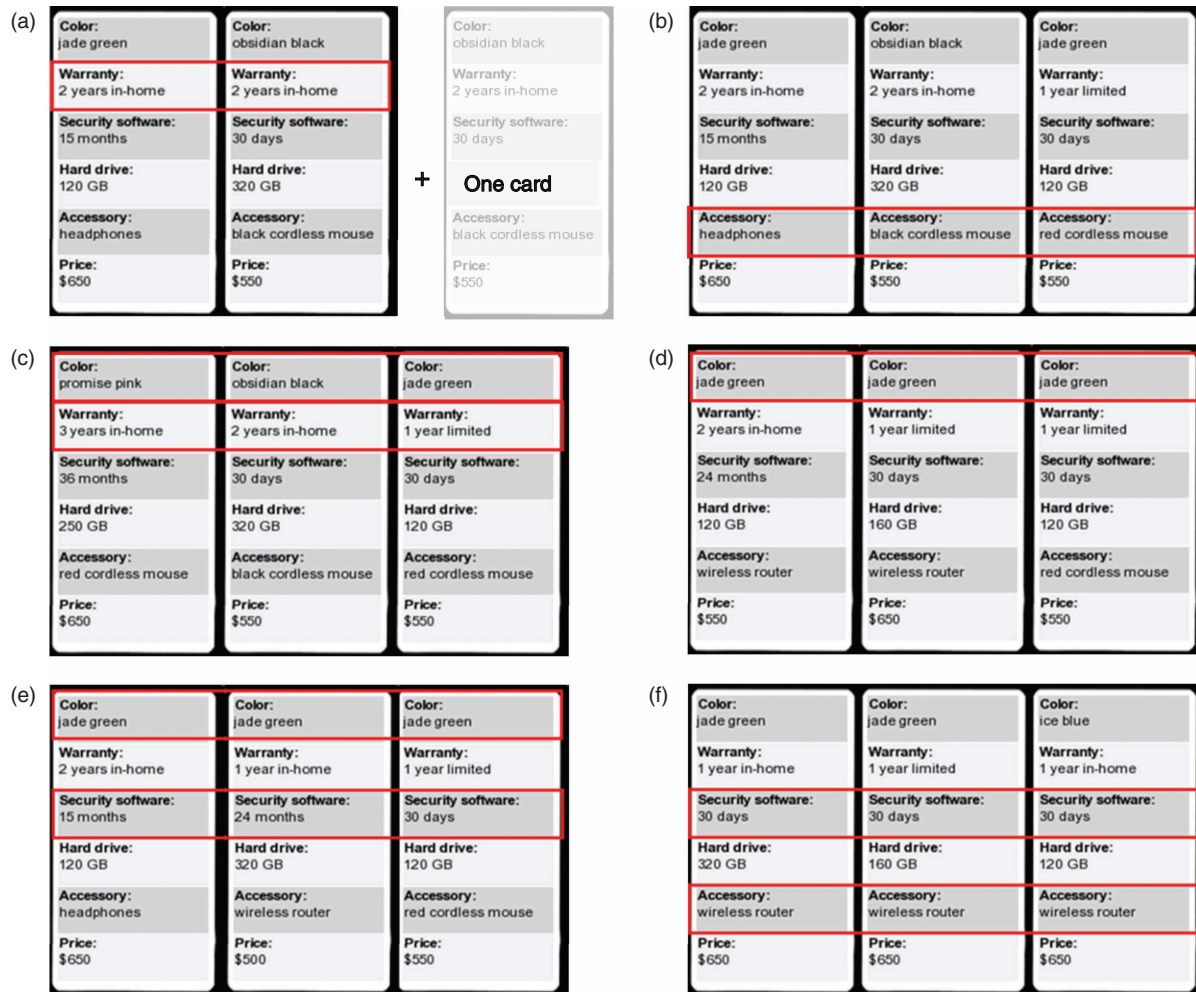 (a)
Color:
jade green
Warranty:
2 years in-home
Security software:
15 months
Hard drive:
120 GB
Accessory:
headphones
Price:
$650
Color:
obsidian black
Warranty:
2 years in-home
Security software:
30 days
Hard drive:
320 GB
Accessory:
black cordless mouse
Price:
$550
+
Color:
obsidian black
Warranty:
2 years in-home
Security software:
30 days
One card
Accessory:
black cordless mouse
Price:
$550
(b)
Color:
jade green
Warranty:
2 years in-home
Security software:
15 months
Hard drive:
120 GB
Accessory:
headphones
Price:
$650
Color:
obsidian black
Warranty:
2 years in-home
Security software:
30 days
Hard drive:
320 GB
Accessory:
black cordless mouse
Price:
$550
Color:
jade green
Warranty:
1 year limited
Security software:
30 days
Hard drive:
120 GB
Accessory:
red cordless mouse
Price:
$550
(c)
Color:
promise pink
Warranty:
3 years in-home
Security software:
36 months
Hard drive:
250 GB
Accessory:
red cordless mouse
Price:
$650
Color:
obsidian black
Warranty:
2 years in-home
Security software:
30 days
Hard drive:
320 GB
Accessory:
black cordless mouse
Price:
$550
Color:
jade green
Warranty:
1 year limited
Security software:
30 days
Hard drive:
120 GB
Accessory:
red cordless mouse
Price:
$550
(d)
Color:
jade green
Warranty:
2 years in-home
Security software:
24 months
Hard drive:
120 GB
Accessory:
wireless router
Price:
$550
Color:
jade green
Warranty:
1 year limited
Security software:
30 days
Hard drive:
160 GB
Accessory:
wireless router
Price:
$650
Color:
jade green
Warranty:
1 year limited
Security software:
30 days
Hard drive:
120 GB
Accessory:
red cordless mouse
Price:
$550
(e)
Color:
jade green
Warranty:
2 years in-home
Security software:
15 months
Hard drive:
120 GB
Accessory:
headphones
Price:
$650
Color:
jade green
Warranty:
1 year in-home
Security software:
24 months
Hard drive:
320 GB
Accessory:
wireless router
Price:
$500
Color:
jade green
Warranty:
1 year limited
Security software:
30 days
Hard drive:
120 GB
Accessory:
red cordless mouse
Price:
$550
(f)
Color:
jade green
Warranty:
1 year in-home
Security software:
30 days
Hard drive:
320 GB
Accessory:
wireless router
Price:
$650
Color:
jade green
Warranty:
1 year limited
Security software:
30 days
Hard drive:
160 GB
Accessory:
wireless router
Price:
$650
Color:
ice blue
Warranty:
1 year in-home
Security software:
30 days
Hard drive:
120 GB
Accessory:
wireless router
Price:
$650